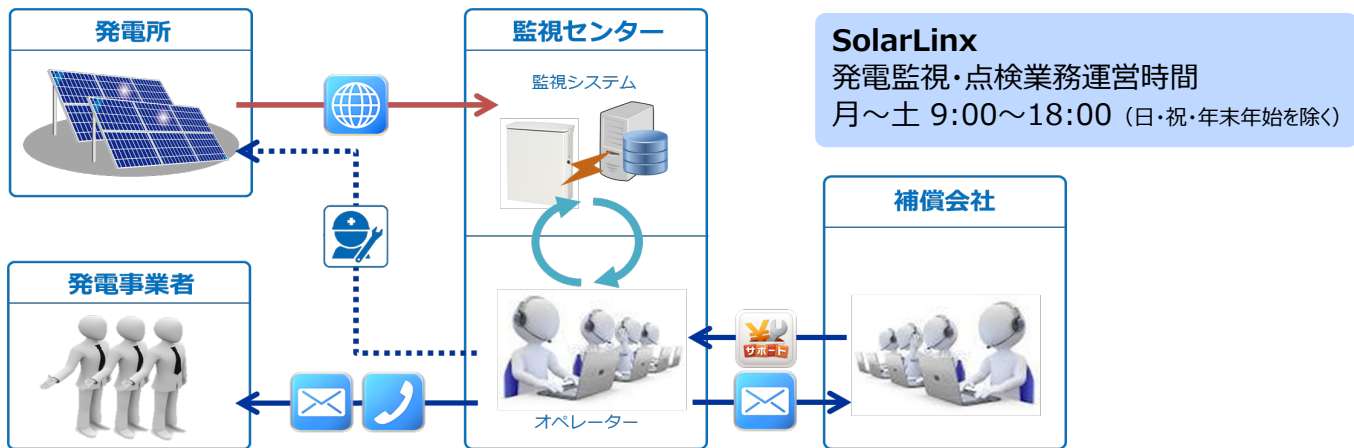 発電所
監視センター
監視システム
SolarLinx
発電監視・点検業務運営時間
月～土 9:00～18:00 (日・祝・年末年始を除く)
補償会社
発電事業者
¥
サポート
オペレーター